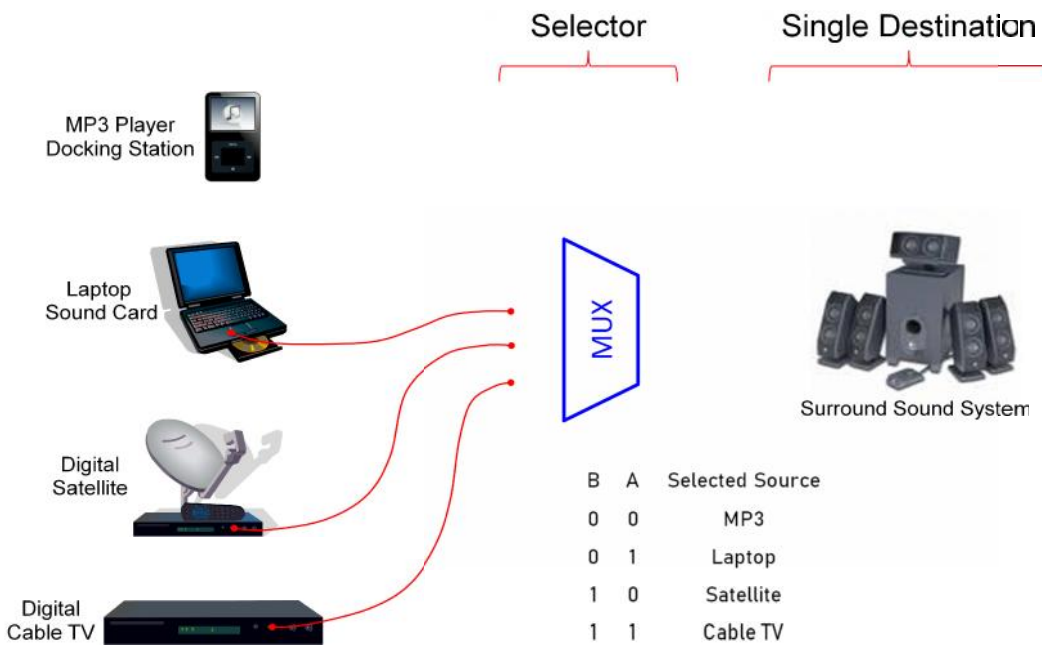 Selector
Single Destination
MP3 Player
Docking Station
Laptop
Sound Card
MUX
Surround Sound System
Digital
Satellite
B A Selected Source
0 0 MP3
0 1 Laptop
1 0 Satellite
1 1 Cable TV
Digital
Cable TV